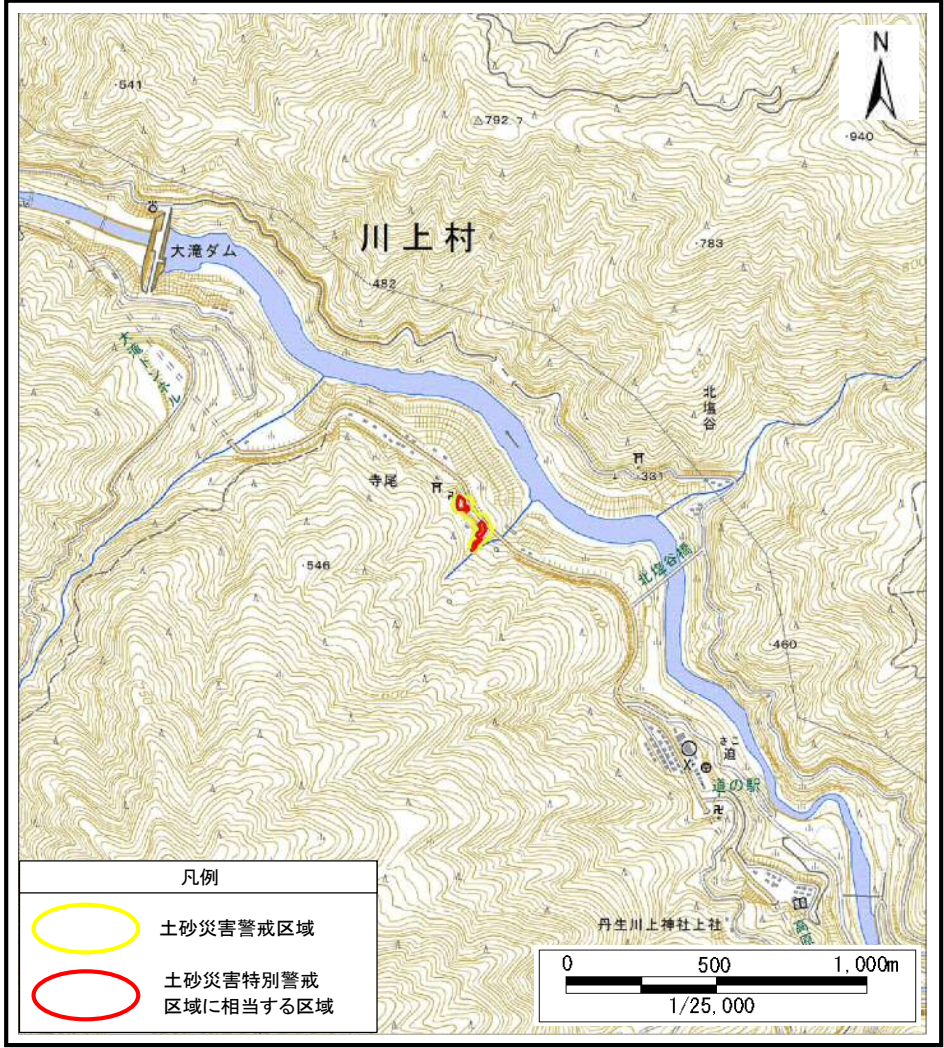 N
・541
△792.7
・940
川上村
・783
大滝ダム
・482
大滝トンネル
北塩谷
・331
寺尾
・546
北塩谷橋
・460
さこ
迫
道の駅
丹生川上神社上社
高原
凡例
土砂災害警戒区域
土砂災害特別警戒
区域に相当する区域
0 500 1,000m
1/25,000